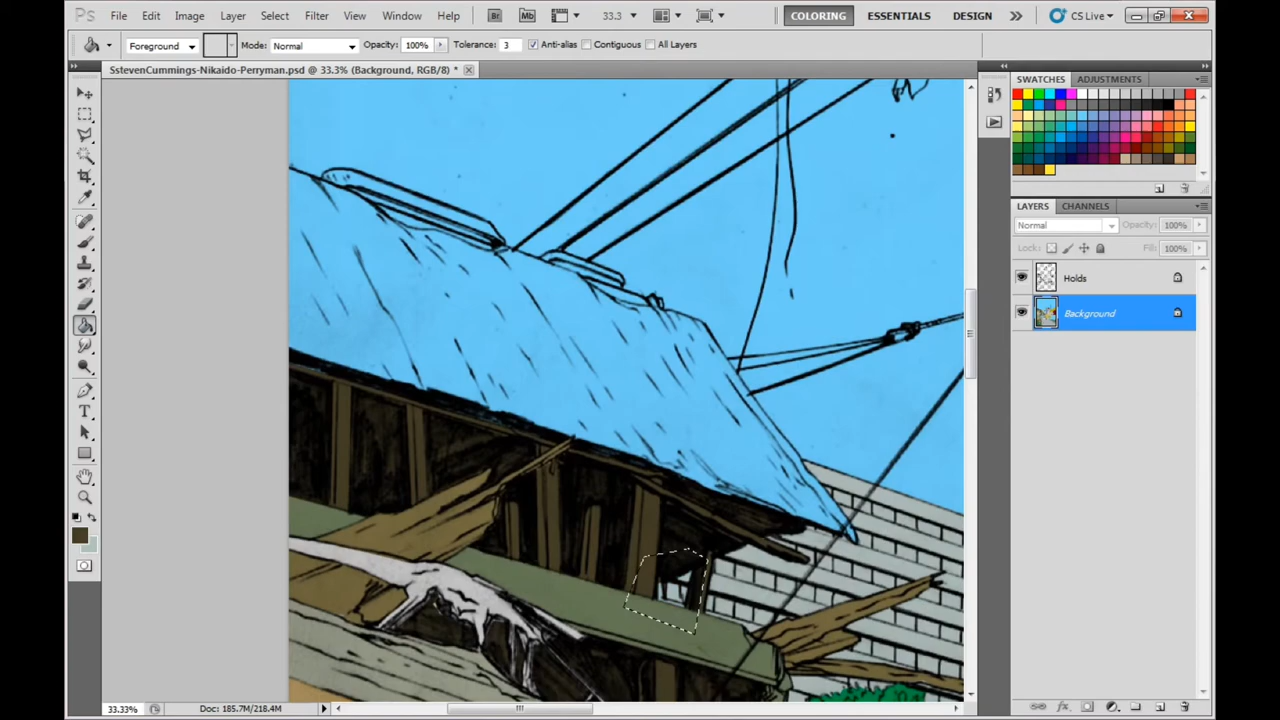 Ps File Edit Image Layer Select Filter View Window Help Br Mb 33.3 COLORING ESSENTIALS DESIGN CS Live
Foreground Mode: Normal Opacity: 100% Tolerance: 3 Anti-alias Contiguous All Layers
SstevenCummings-Nikaido-Perryman.psd @ 33.3% (Background, RGB/8) *
SWATCHES ADJUSTMENTS
LAYERS CHANNELS
Normal Opacity: 100%
Lock: Fill: 100%
Holds
Background
T
33.33% Doc: 185.7M/218.4M
fx